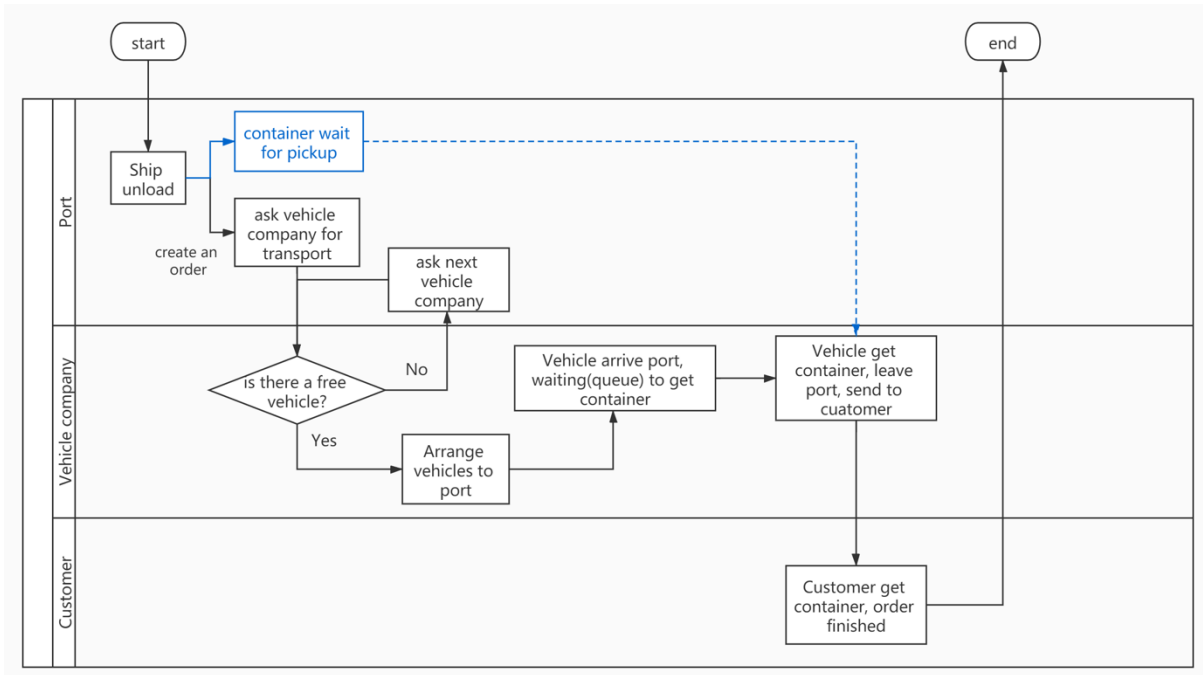 start
end
Port
container wait
for pickup
Ship
unload
ask vehicle
company for
transport
create an
order
ask next
vehicle
company
Vehicle company
is there a free
vehicle?
No
Yes
Arrange
vehicles to
port
Vehicle arrive port,
waiting(queue) to get
container
Vehicle get
container, leave
port, send to
cuatomer
Customer
Customer get
container, order
finished